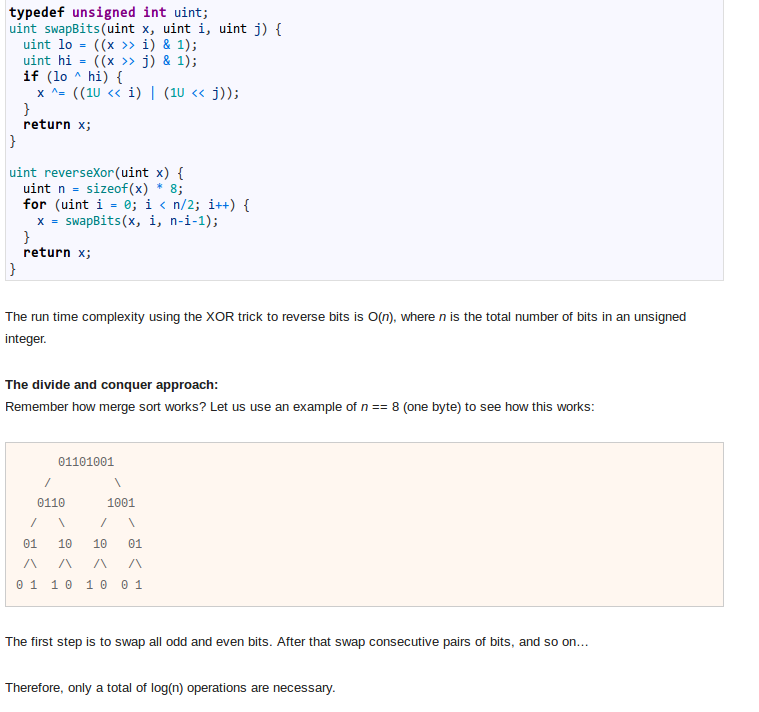 typedef unsigned int uint;
uint swapBits(uint x, uint i, uint j) {
  uint lo = ((x >> i) & 1);
  uint hi = ((x >> j) & 1);
  if (lo ^ hi) {
    x ^= ((1U << i) | (1U << j));
  }
  return x;
}

uint reverseXor(uint x) {
  uint n = sizeof(x) * 8;
  for (uint i = 0; i < n/2; i++) {
    x = swapBits(x, i, n-i-1);
  }
  return x;
}
The run time complexity using the XOR trick to reverse bits is O(n), where n is the total number of bits in an unsigned
integer.
The divide and conquer approach:
Remember how merge sort works? Let us use an example of n == 8 (one byte) to see how this works:
      01101001
    /         \
   0110      1001
  /   \     /   \
 01   10   10   01
 /\   /\   /\   /\
0 1  1 0  1 0  0 1
The first step is to swap all odd and even bits. After that swap consecutive pairs of bits, and so on…
Therefore, only a total of log(n) operations are necessary.